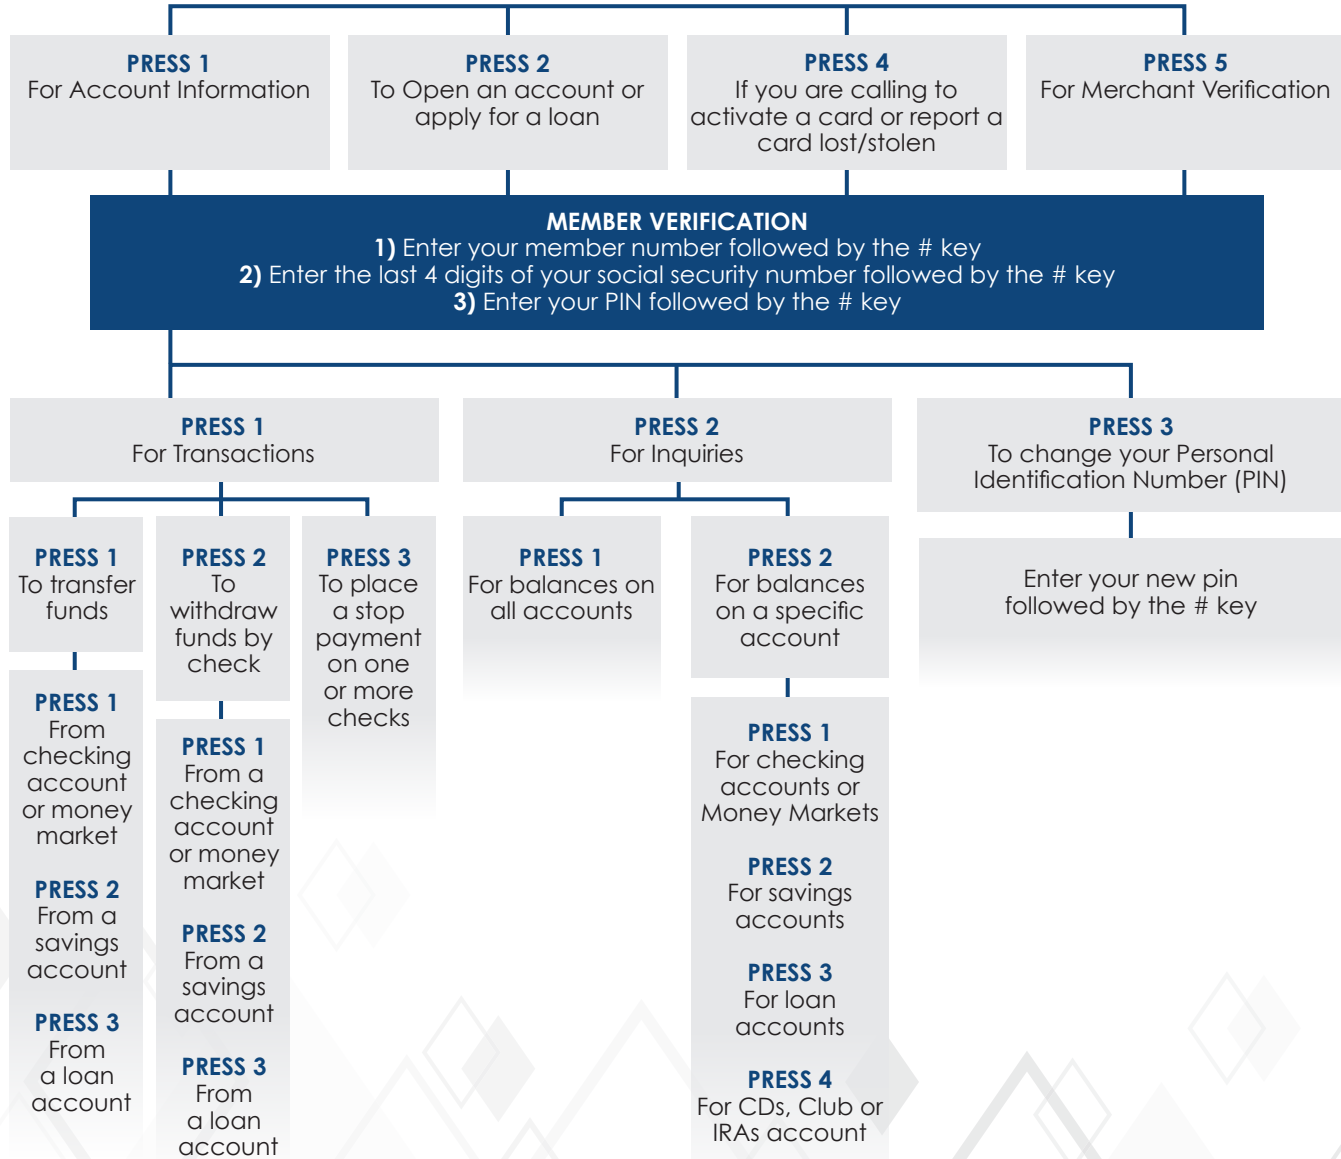 PRESS 1
For Account Information
PRESS 2
To Open an account or
apply for a loan
PRESS 4
If you are calling to
activate a card or report a
card lost/stolen
PRESS 5
For Merchant Verification
MEMBER VERIFICATION
1) Enter your member number followed by the # key
2) Enter the last 4 digits of your social security number followed by the # key
3) Enter your PIN followed by the # key
PRESS 1
For Transactions
PRESS 2
For Inquiries
PRESS 3
To change your Personal
Identification Number (PIN)
PRESS 1
To transfer
funds
PRESS 1
From
checking
account
or money
market
PRESS 2
From a
savings
account
PRESS 3
From
a loan
account
PRESS 2
To
withdraw
funds by
check
PRESS 1
From a
checking
account
or money
market
PRESS 2
From a
savings
account
PRESS 3
From
a loan
account
PRESS 3
To place
a stop
payment
on one
or more
checks
PRESS 1
For balances on
all accounts
PRESS 2
For balances
on a specific
account
PRESS 1
For checking
accounts or
Money Markets
PRESS 2
For savings
accounts
PRESS 3
For loan
accounts
PRESS 4
For CDs, Club or
IRAs account
Enter your new pin
followed by the # key